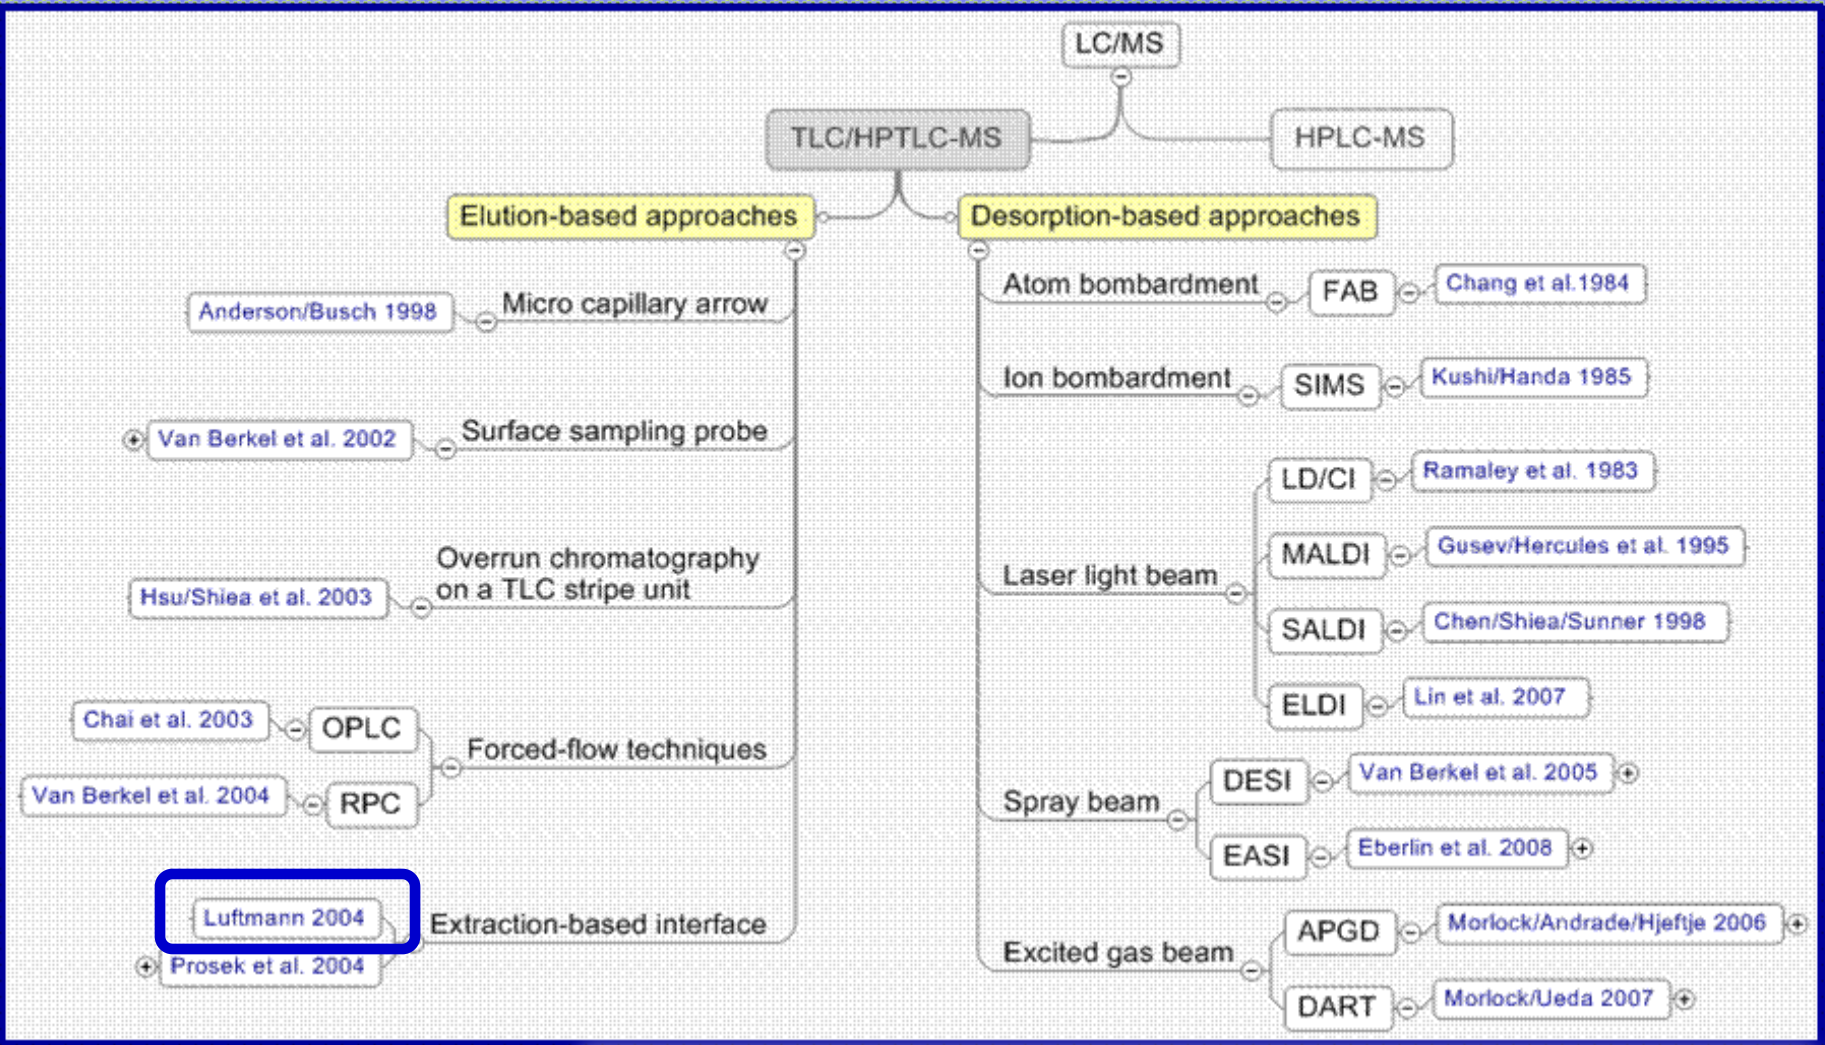 LC/MS
TLC/HPTLC-MS
HPLC-MS
Elution-based approaches
Desorption-based approaches
Micro capillary arrow
Anderson/Busch 1998
Surface sampling probe
Van Berkel et al. 2002
Overrun chromatography
on a TLC stripe unit
Hsu/Shiea et al. 2003
Forced-flow techniques
OPLC
Chai et al. 2003
RPC
Van Berkel et al. 2004
Extraction-based interface
Luftmann 2004
Prosek et al. 2004
Atom bombardment
FAB
Chang et al.1984
Ion bombardment
SIMS
Kushi/Handa 1985
Laser light beam
LD/CI
Ramaley et al. 1983
MALDI
Gusev/Hercules et al. 1995
SALDI
Chen/Shiea/Sunner 1998
ELDI
Lin et al. 2007
Spray beam
DESI
Van Berkel et al. 2005
EASI
Eberlin et al. 2008
Excited gas beam
APGD
Morlock/Andrade/Hjeftje 2006
DART
Morlock/Ueda 2007